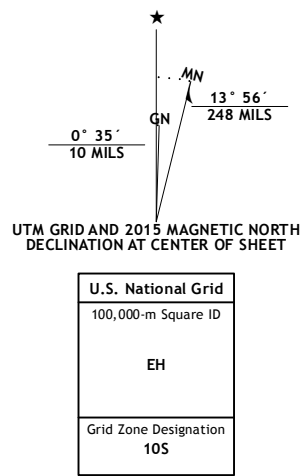 ★
MN
GN
13° 56´
248 MILS
0° 35´
10 MILS
UTM GRID AND 2015 MAGNETIC NORTH
DECLINATION AT CENTER OF SHEET
U.S. National Grid
100,000-m Square ID
EH
Grid Zone Designation
10S